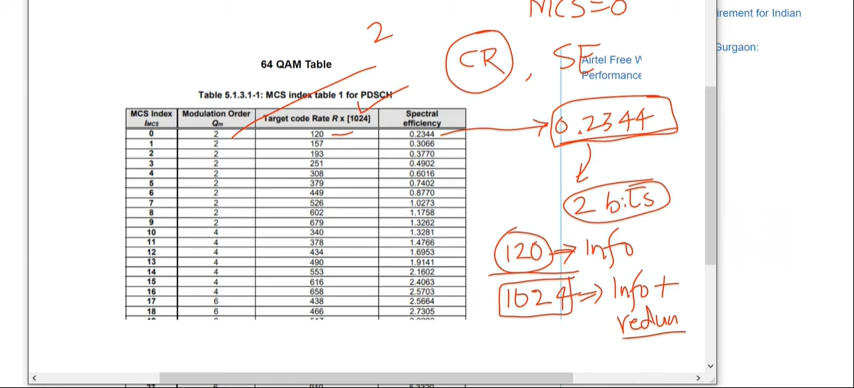 MCS=0
irement for Indian
2
CR, SE
Gurgaon:
Airtel Free W
Performance
64 QAM Table
Table 5.1.3.1-1: MCS index table 1 for PDSCH
MCS Index IMCS | Modulation Order Qm | Target code Rate R x [1024] | Spectral efficiency
0 2 120 0.2344
1 2 157 0.3066
2 2 193 0.3770
3 2 251 0.4902
4 2 308 0.6016
5 2 379 0.7402
6 2 449 0.8770
7 2 526 1.0273
8 2 602 1.1758
9 2 679 1.3262
10 4 340 1.3281
11 4 378 1.4766
12 4 434 1.6953
13 4 490 1.9141
14 4 553 2.1602
15 4 616 2.4063
16 4 658 2.5703
17 6 438 2.5664
18 6 466 2.7305
0.2344
2 bits
120 → Info
1024 ⇒ Info +
redun